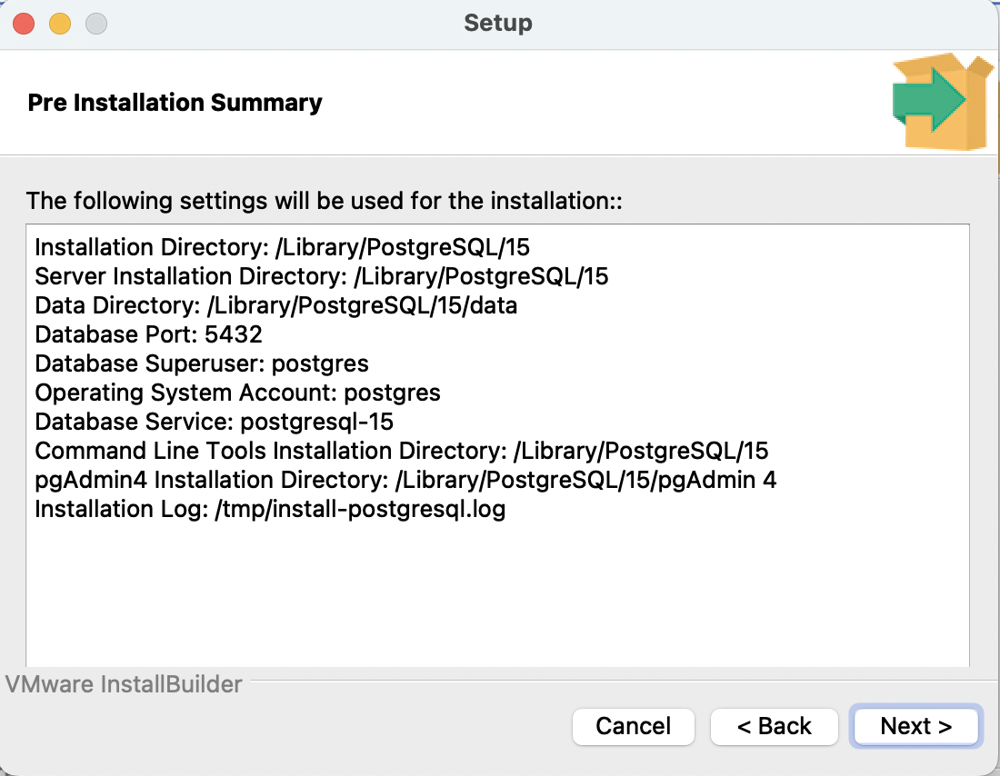 Setup
Pre Installation Summary
The following settings will be used for the installation::
Installation Directory: /Library/PostgreSQL/15
Server Installation Directory: /Library/PostgreSQL/15
Data Directory: /Library/PostgreSQL/15/data
Database Port: 5432
Database Superuser: postgres
Operating System Account: postgres
Database Service: postgresql-15
Command Line Tools Installation Directory: /Library/PostgreSQL/15
pgAdmin4 Installation Directory: /Library/PostgreSQL/15/pgAdmin 4
Installation Log: /tmp/install-postgresql.log
VMware InstallBuilder
Cancel
< Back
Next >